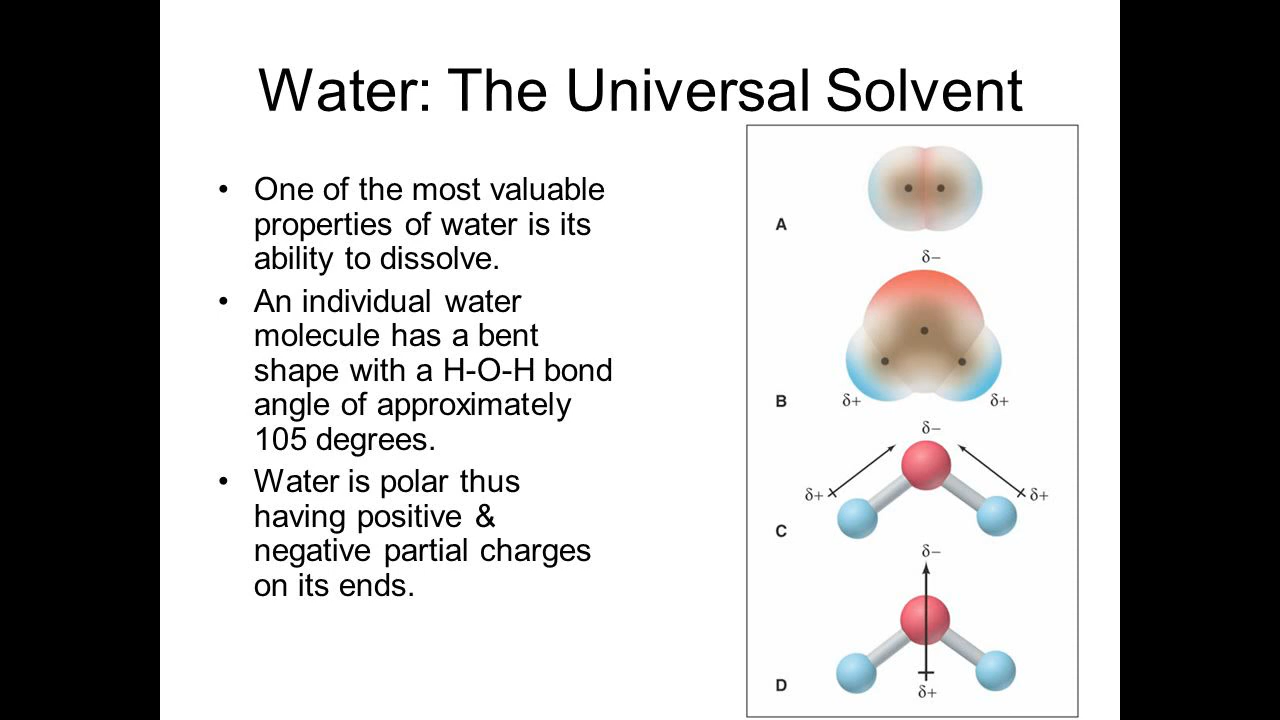 Water: The Universal Solvent
• One of the most valuable
properties of water is its
ability to dissolve.
• An individual water
molecule has a bent
shape with a H-O-H bond
angle of approximately
105 degrees.
• Water is polar thus
having positive &
negative partial charges
on its ends.
A
δ−
B
δ+ δ+
δ−
δ+ δ+
C
δ−
D
δ+